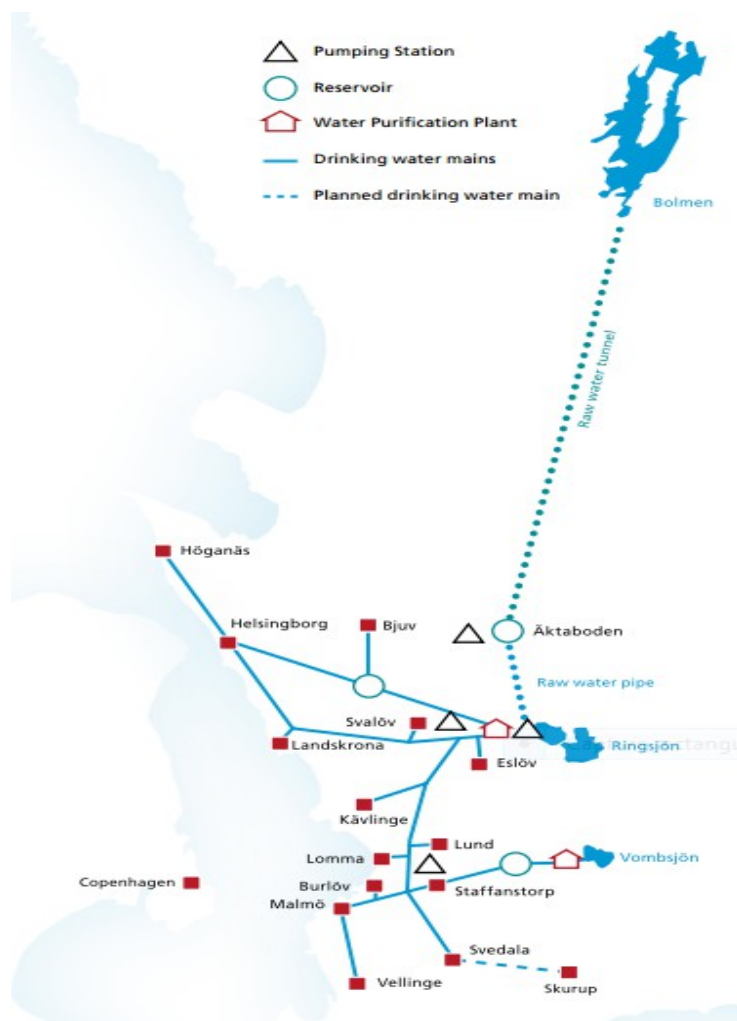 Pumping Station
Reservoir
Water Purification Plant
Drinking water mains
Planned drinking water main
Bolmen
Raw water tunnel
Höganäs
Helsingborg
Bjuv
Äktaboden
Raw water pipe
Svalöv
Landskrona
Ringsjön
Eslöv
Kävlinge
Lund
Lomma
Vombsjön
Copenhagen
Burlöv
Staffanstorp
Malmö
Svedala
Vellinge
Skurup